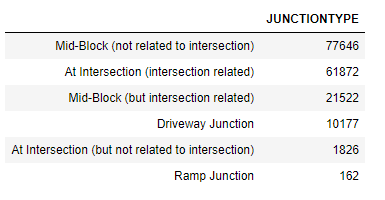 JUNCTIONTYPE
Mid-Block (not related to intersection) 77646
At Intersection (intersection related) 61872
Mid-Block (but intersection related) 21522
Driveway Junction 10177
At Intersection (but not related to intersection) 1826
Ramp Junction 162